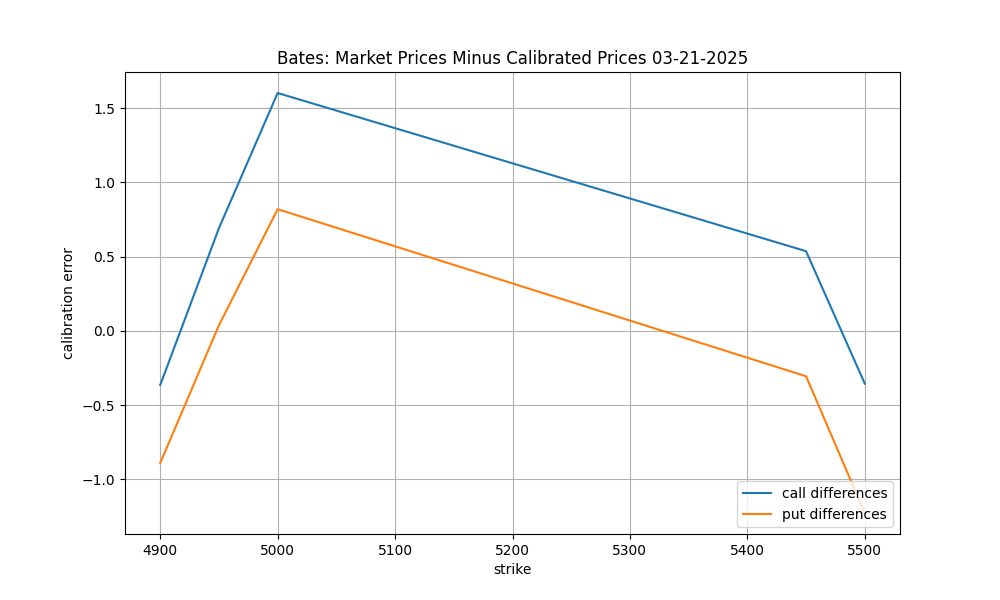 Bates: Market Prices Minus Calibrated Prices 03-21-2025
calibration error
1.5
1.0
0.5
0.0
−0.5
−1.0
call differences
put differences
4900 5000 5100 5200 5300 5400 5500
strike